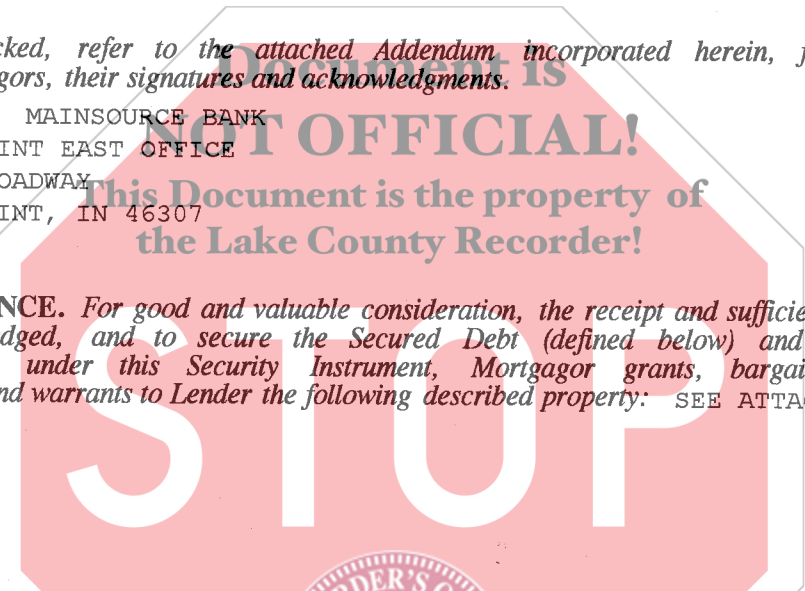 cked, refer to the attached Addendum incorporated herein,
gors, their signatures and acknowledgments.
Document is
MAINSOURCE BANK
NOT OFFICIAL!
INT EAST OFFICE
OADWAY
This Document is the property of
INT, IN 46307
the Lake County Recorder!
NCE. For good and valuable consideration, the receipt and sufficie
dged, and to secure the Secured Debt (defined below) and
under this Security Instrument, Mortgagor grants, bargai
nd warrants to Lender the following described property: SEE ATTA
STOP
RDER'S